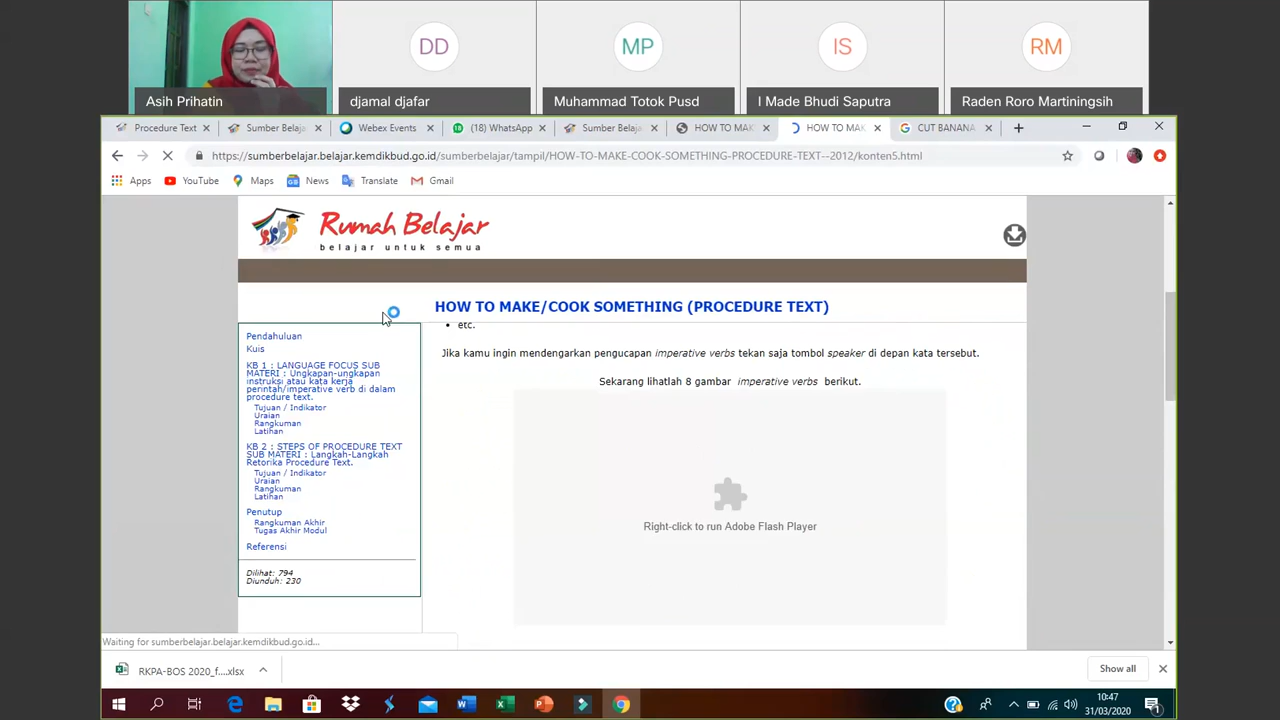 DD
MP
IS
RM
Asih Prihatin
djamal djafar
Muhammad Totok Pusd
I Made Bhudi Saputra
Raden Roro Martiningsih
Procedure Text
Sumber Belaja
Webex Events
(18) WhatsApp
Sumber Belaja
HOW TO MAK
HOW TO MAK
CUT BANANA
https://sumberbelajar.belajar.kemdikbud.go.id/sumberbelajar/tampil/HOW-TO-MAKE-COOK-SOMETHING-PROCEDURE-TEXT--2012/konten5.html
Apps
YouTube
Maps
News
Translate
Gmail
Rumah Belajar
belajar untuk semua
HOW TO MAKE/COOK SOMETHING (PROCEDURE TEXT)
Pendahuluan
Kuis
KB 1 : LANGUAGE FOCUS SUB
MATERI : Ungkapan-ungkapan
instruksi atau kata kerja
perintah/imperative verb di dalam
procedure text.
Tujuan / Indikator
Uraian
Rangkuman
Latihan
KB 2 : STEPS OF PROCEDURE TEXT
SUB MATERI : Langkah-Langkah
Retorika Procedure Text.
Tujuan / Indikator
Uraian
Rangkuman
Latihan
Penutup
Rangkuman Akhir
Tugas Akhir Modul
Referensi
Dilihat: 794
Diunduh: 230
• etc.
Jika kamu ingin mendengarkan pengucapan imperative verbs tekan saja tombol speaker di depan kata tersebut.
Sekarang lihatlah 8 gambar imperative verbs berikut.
Right-click to run Adobe Flash Player
Waiting for sumberbelajar.belajar.kemdikbud.go.id...
RKPA-BOS 2020_f....xlsx
Show all
10:47
31/03/2020